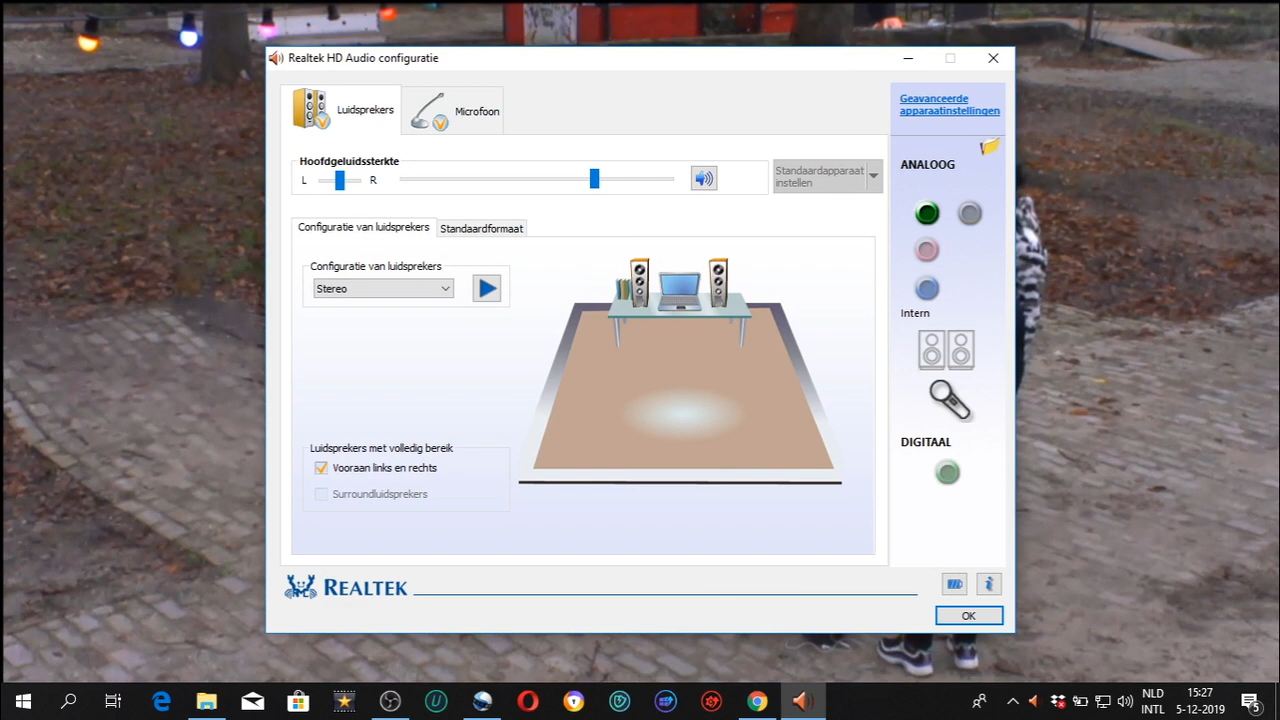 Realtek HD Audio configuratie
Luidsprekers
Microfoon
Geavanceerde
apparaatinstellingen
Hoofdgeluidssterkte
L
R
Standaardapparaat
instellen
ANALOOG
Configuratie van luidsprekers
Standaardformaat
Configuratie van luidsprekers
Stereo
Intern
Luidsprekers met volledig bereik
Vooraan links en rechts
Surroundluidsprekers
DIGITAAL
REALTEK
OK
NLD
INTL
15:27
5-12-2019
5